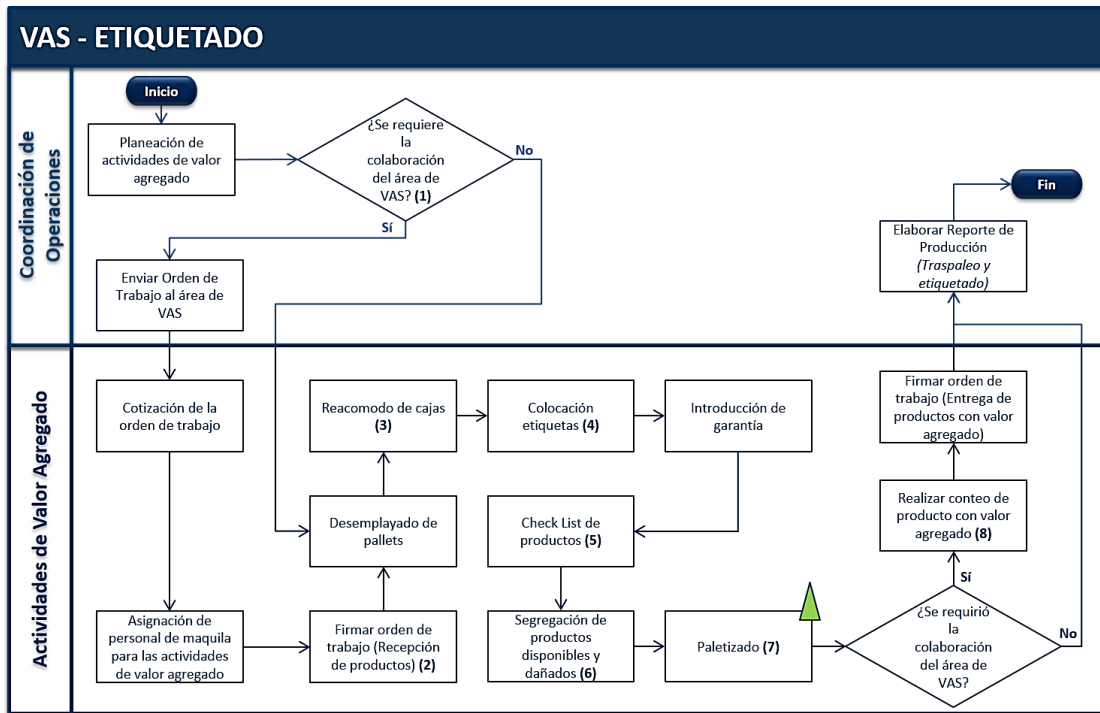 VAS - ETIQUETADO
Coordinación de
Operaciones
Inicio
Planeación de
actividades de valor
agregado
¿Se requiere
la
colaboración
del área de
VAS? (1)
No
Sí
Enviar Orden de
Trabajo al área de
VAS
Fin
Elaborar Reporte de
Producción
(Traspaleo y
etiquetado)
Actividades de Valor Agregado
Cotización de la
orden de trabajo
Asignación de
personal de maquila
para las actividades
de valor agregado
Firmar orden de
trabajo (Recepción
de productos) (2)
Desemplayado de
pallets
Reacomodo de cajas
(3)
Colocación
etiquetas (4)
Introducción de
garantía
Check List de
productos (5)
Segregación de
productos
disponibles y
dañados (6)
Paletizado (7)
¿Se requirió
la
colaboración
del área de
VAS?
No
Sí
Realizar conteo de
producto con valor
agregado (8)
Firmar orden de
trabajo (Entrega de
productos con valor
agregado)